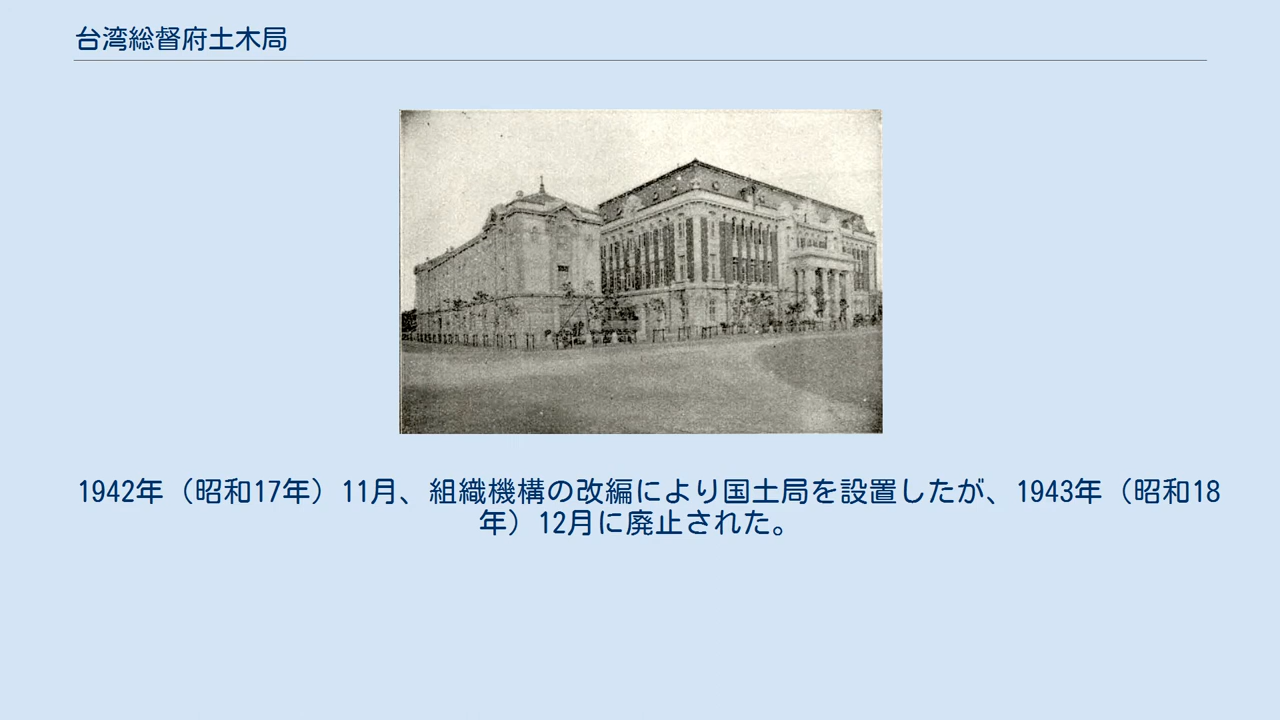 台湾総督府土木局
1942年（昭和17年）11月、組織機構の改編により国土局を設置したが、1943年（昭和18
年）12月に廃止された。